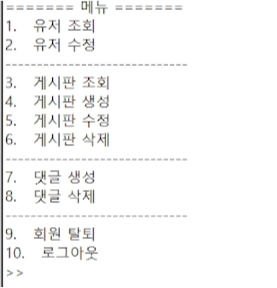 ======= 메뉴 =======
1. 유저 조회
2. 유저 수정
----------------------------
3. 게시판 조회
4. 게시판 생성
5. 게시판 수정
6. 게시판 삭제
----------------------------
7. 댓글 생성
8. 댓글 삭제
----------------------------
9. 회원 탈퇴
10. 로그아웃
>>